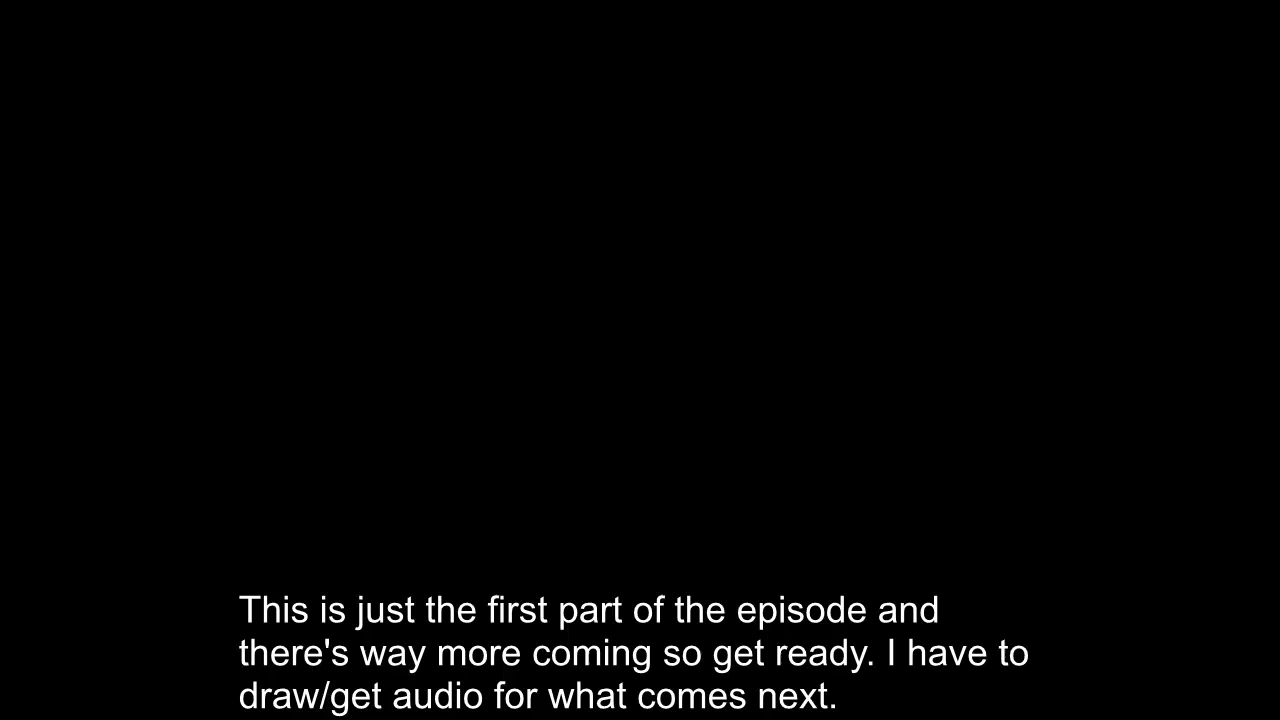 This is just the first part of the episode and
there's way more coming so get ready. I have to
draw/get audio for what comes next.